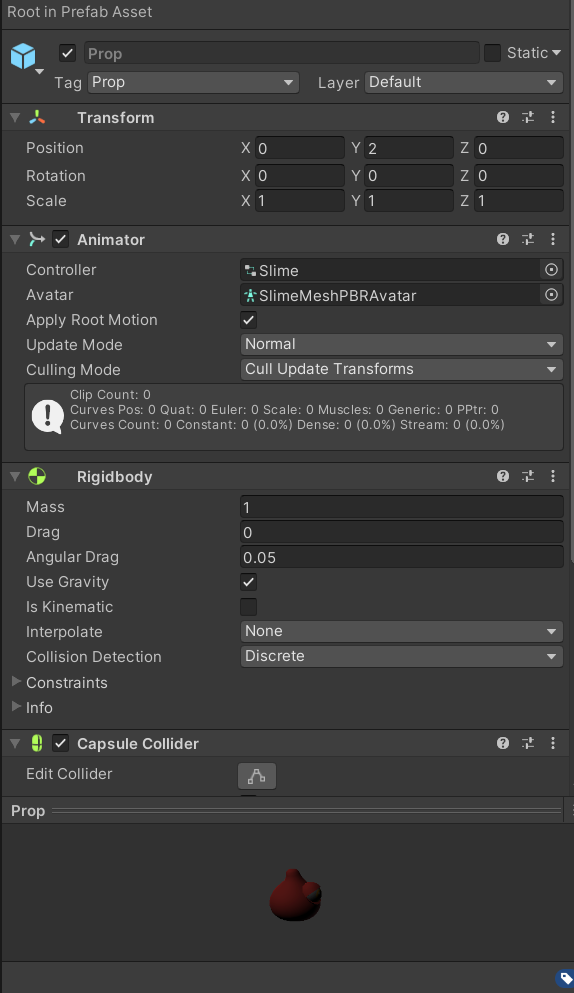 Root in Prefab Asset
Prop
Static
Tag Prop Layer Default
Transform
Position X 0 Y 2 Z 0
Rotation X 0 Y 0 Z 0
Scale X 1 Y 1 Z 1
Animator
Controller Slime
Avatar SlimeMeshPBRAvatar
Apply Root Motion
Update Mode Normal
Culling Mode Cull Update Transforms
Clip Count: 0
Curves Pos: 0 Quat: 0 Euler: 0 Scale: 0 Muscles: 0 Generic: 0 PPtr: 0
Curves Count: 0 Constant: 0 (0.0%) Dense: 0 (0.0%) Stream: 0 (0.0%)
Rigidbody
Mass 1
Drag 0
Angular Drag 0.05
Use Gravity
Is Kinematic
Interpolate None
Collision Detection Discrete
Constraints
Info
Capsule Collider
Edit Collider
Prop